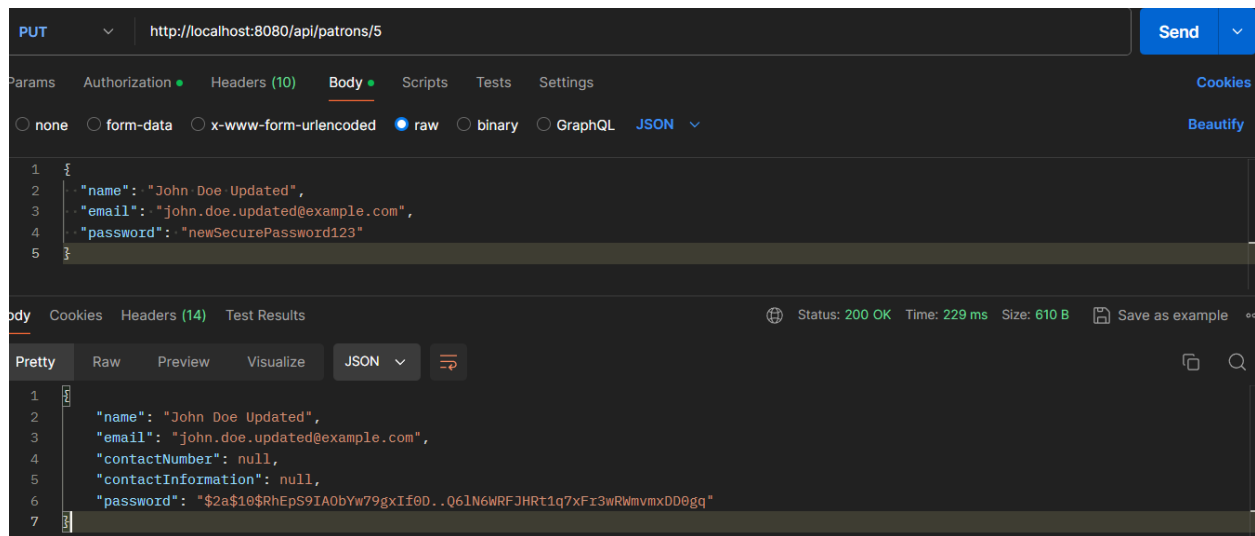 PUT http://localhost:8080/api/patrons/5 Send
Params Authorization Headers (10) Body Scripts Tests Settings Cookies
none form-data x-www-form-urlencoded raw binary GraphQL JSON Beautify
1 {
2 "name": "John Doe Updated",
3 "email": "john.doe.updated@example.com",
4 "password": "newSecurePassword123"
5 }
ody Cookies Headers (14) Test Results Status: 200 OK Time: 229 ms Size: 610 B Save as example
Pretty Raw Preview Visualize JSON
1 {
2 "name": "John Doe Updated",
3 "email": "john.doe.updated@example.com",
4 "contactNumber": null,
5 "contactInformation": null,
6 "password": "$2a$10$RhEpS9IAObYw79gxIf0D..Q6lN6WRFJHRt1q7xFr3wRWmvmxDD0gq"
7 }